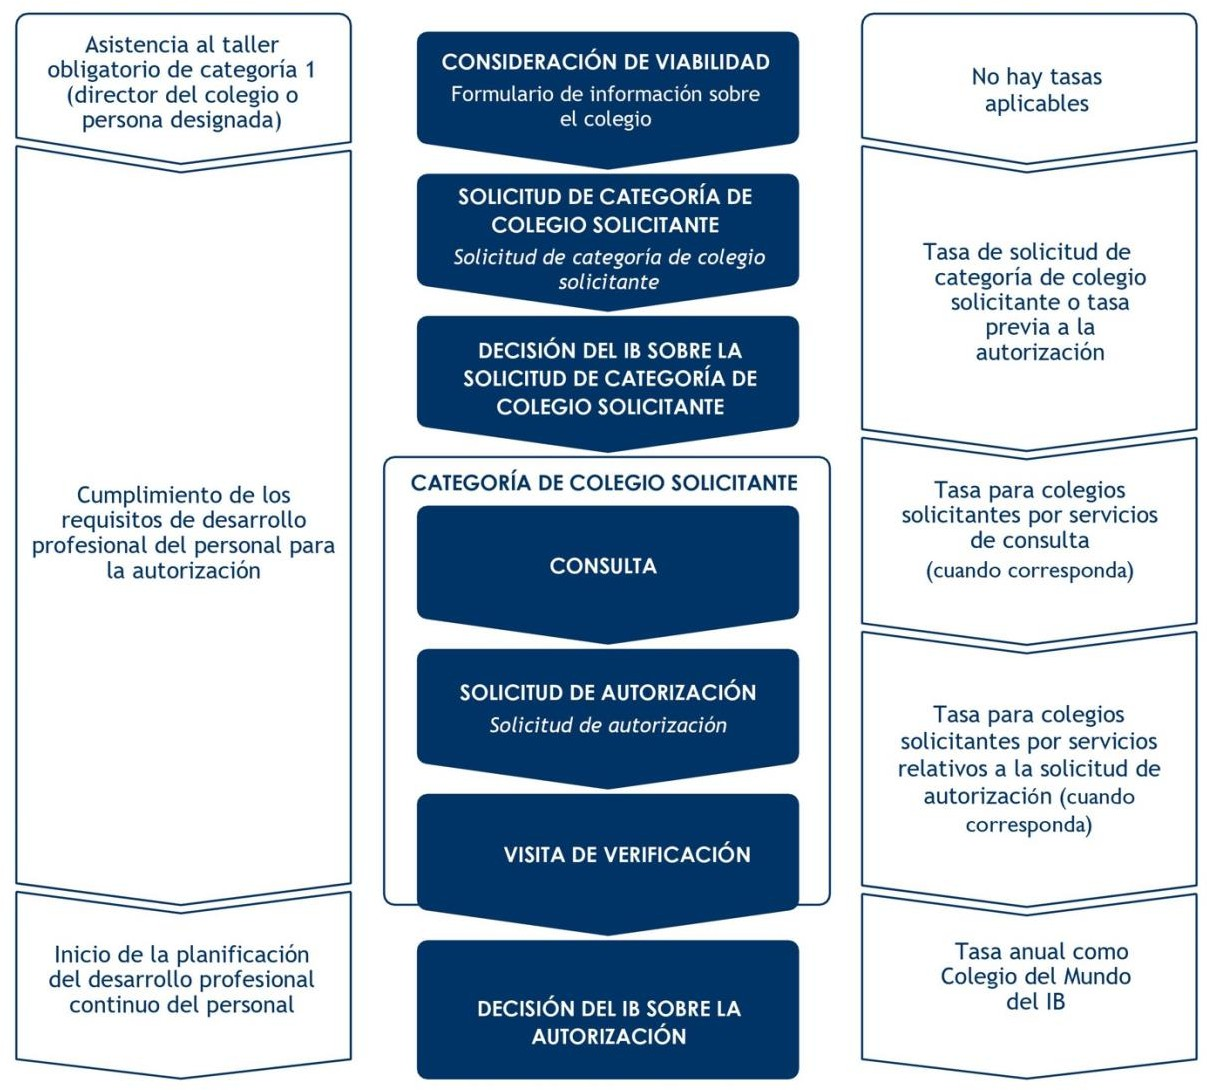 Asistencia al taller
obligatorio de categoría 1
(director del colegio o
persona designada)
Cumplimiento de los
requisitos de desarrollo
profesional del personal para
la autorización
Inicio de la planificación
del desarrollo profesional
continuo del personal
CONSIDERACIÓN DE VIABILIDAD
Formulario de información sobre
el colegio
SOLICITUD DE CATEGORÍA DE
COLEGIO SOLICITANTE
Solicitud de categoría de colegio
solicitante
DECISIÓN DEL IB SOBRE LA
SOLICITUD DE CATEGORÍA DE
COLEGIO SOLICITANTE
CATEGORÍA DE COLEGIO SOLICITANTE
CONSULTA
SOLICITUD DE AUTORIZACIÓN
Solicitud de autorización
VISITA DE VERIFICACIÓN
DECISIÓN DEL IB SOBRE LA
AUTORIZACIÓN
No hay tasas
aplicables
Tasa de solicitud de
categoría de colegio
solicitante o tasa
previa a la
autorización
Tasa para colegios
solicitantes por servicios
de consulta
(cuando corresponda)
Tasa para colegios
solicitantes por servicios
relativos a la solicitud de
autorización (cuando
corresponda)
Tasa anual como
Colegio del Mundo
del IB